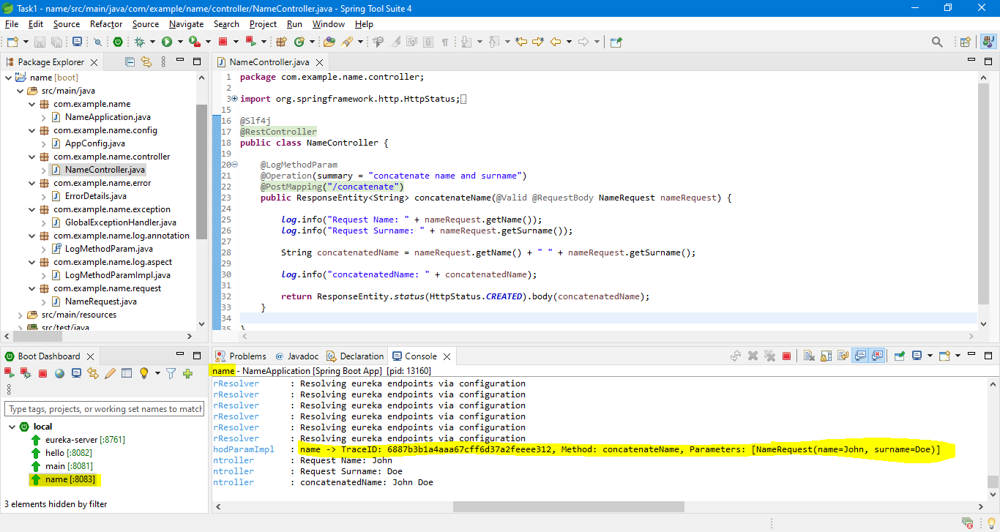 Task1 - name/src/main/java/com/example/name/controller/NameController.java - Spring Tool Suite 4
File Edit Source Refactor Source Navigate Search Project Run Window Help
Package Explorer
name [boot]
src/main/java
com.example.name
NameApplication.java
com.example.name.config
AppConfig.java
com.example.name.controller
NameController.java
com.example.name.error
ErrorDetails.java
com.example.name.exception
GlobalExceptionHandler.java
com.example.name.log.annotation
LogMethodParam.java
com.example.name.log.aspect
LogMethodParamImpl.java
com.example.name.request
NameRequest.java
src/main/resources
src/test/java
NameController.java
1 package com.example.name.controller;
2
3 import org.springframework.http.HttpStatus;
15
16 @Slf4j
17 @RestController
18 public class NameController {
19
20 @LogMethodParam
21 @Operation(summary = "concatenate name and surname")
22 @PostMapping("/concatenate")
23 public ResponseEntity<String> concatenateName(@Valid @RequestBody NameRequest nameRequest) {
24
25 log.info("Request Name: " + nameRequest.getName());
26 log.info("Request Surname: " + nameRequest.getSurname());
27
28 String concatenatedName = nameRequest.getName() + " " + nameRequest.getSurname();
29
30 log.info("concatenatedName: " + concatenatedName);
31
32 return ResponseEntity.status(HttpStatus.CREATED).body(concatenatedName);
33 }
34
35 }
Boot Dashboard
Type tags, projects, or working set names to match
local
eureka-server [:8761]
hello [:8082]
main [:8081]
name [:8083]
3 elements hidden by filter
Problems @ Javadoc Declaration Console
name - NameApplication [Spring Boot App] [pid: 13160]
rResolver : Resolving eureka endpoints via configuration
rResolver : Resolving eureka endpoints via configuration
rResolver : Resolving eureka endpoints via configuration
rResolver : Resolving eureka endpoints via configuration
rResolver : Resolving eureka endpoints via configuration
rResolver : Resolving eureka endpoints via configuration
hodParamImpl : name -> TraceID: 6887b3b1a4aaa67cff6d37a2feeee312, Method: concatenateName, Parameters: [NameRequest(name=John, surname=Doe)]
ntroller : Request Name: John
ntroller : Request Surname: Doe
ntroller : concatenatedName: John Doe